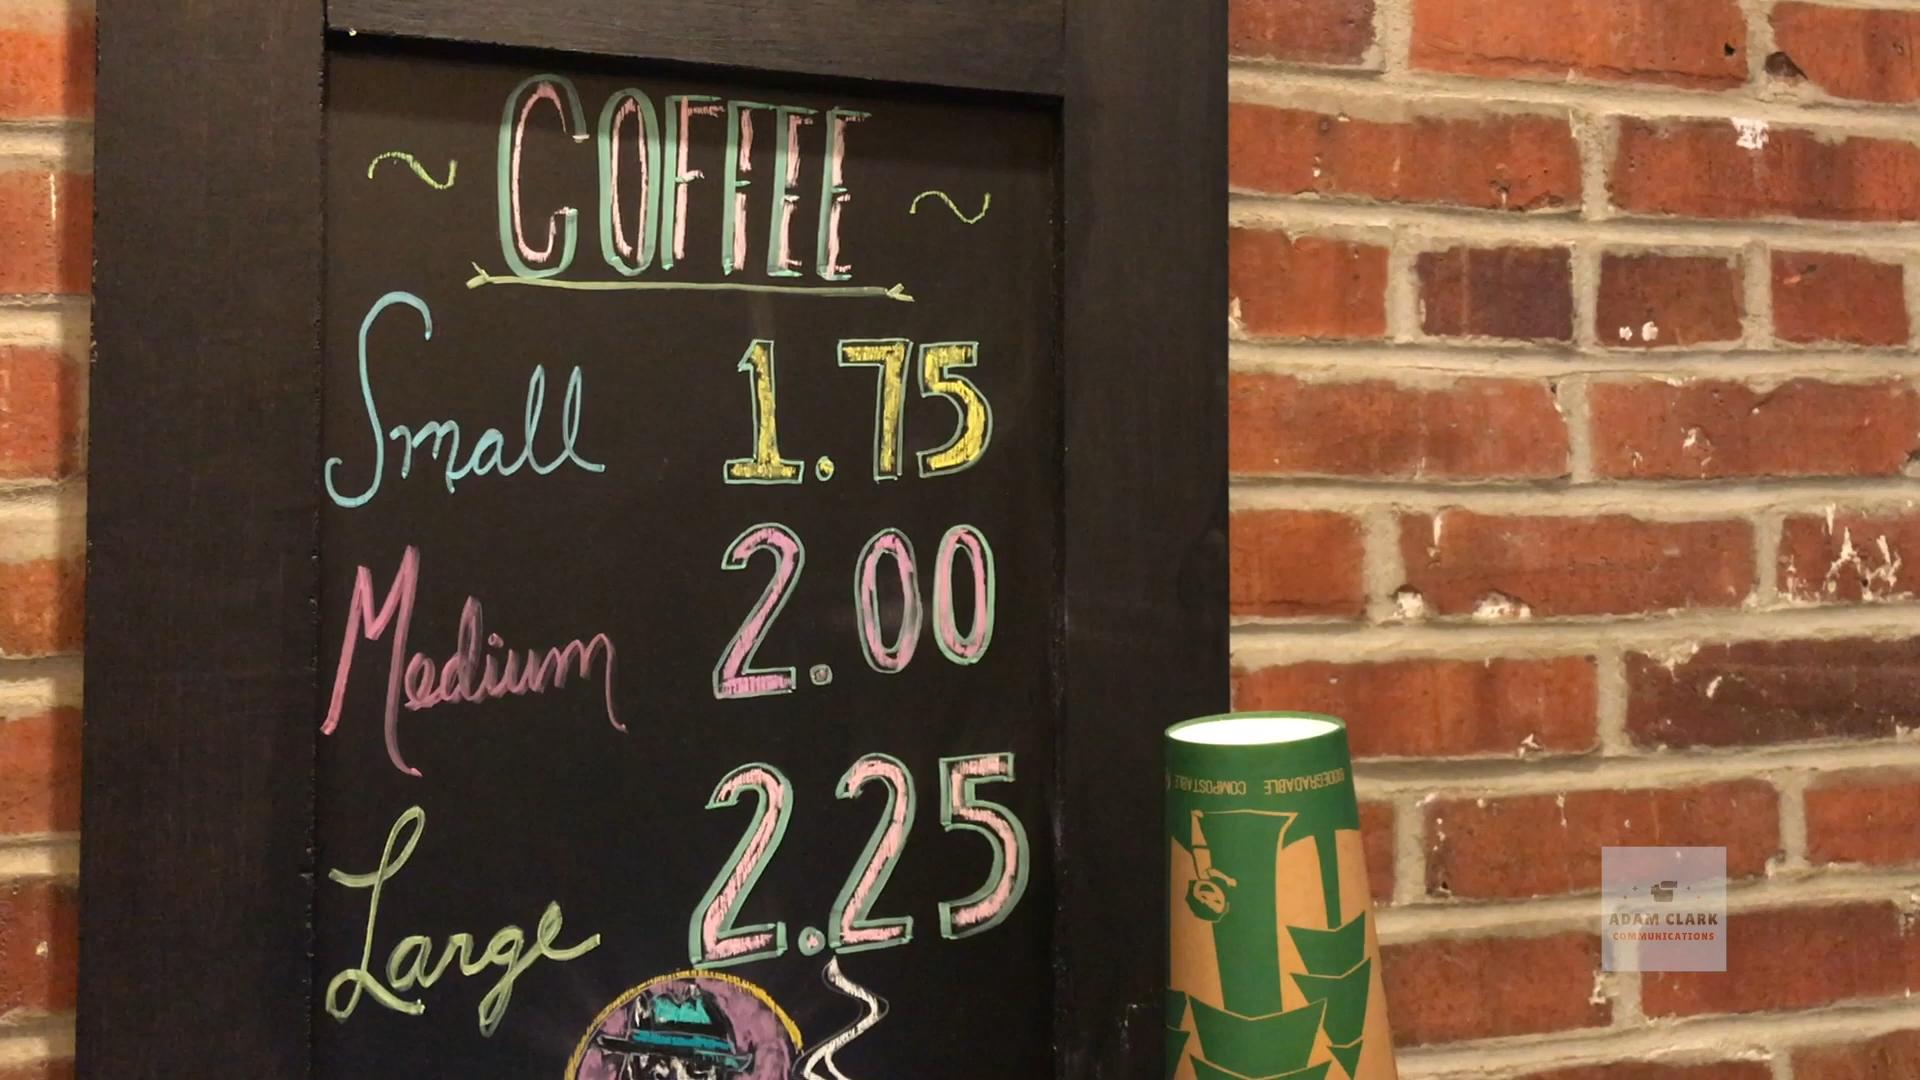 ~ COFFEE ~
Small 1.75
Medium 2.00
Large 2.25
COMPOSTABLE BIODEGRADABLE
ADAM CLARK
COMMUNICATIONS